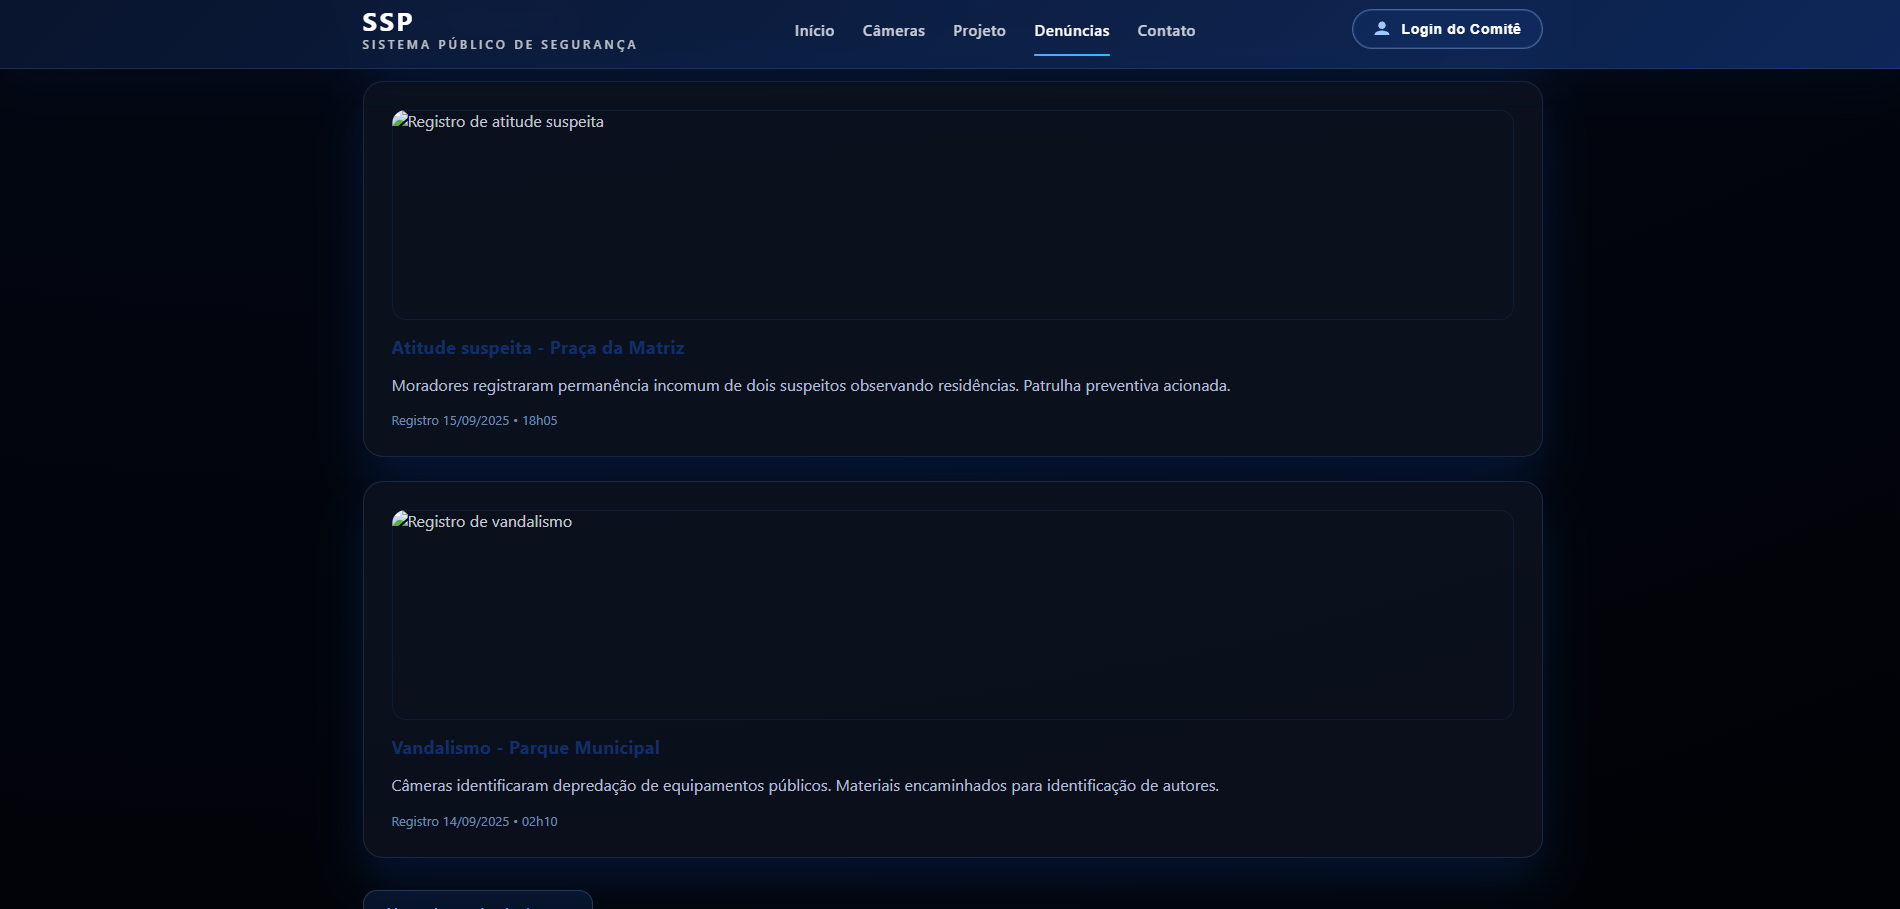 SSP
SISTEMA PÚBLICO DE SEGURANÇA
Início
Câmeras
Projeto
Denúncias
Contato
Login do Comitê
Registro de atitude suspeita
Atitude suspeita - Praça da Matriz
Moradores registraram permanência incomum de dois suspeitos observando residências. Patrulha preventiva acionada.
Registro 15/09/2025 • 18h05
Registro de vandalismo
Vandalismo - Parque Municipal
Câmeras identificaram depredação de equipamentos públicos. Materiais encaminhados para identificação de autores.
Registro 14/09/2025 • 02h10